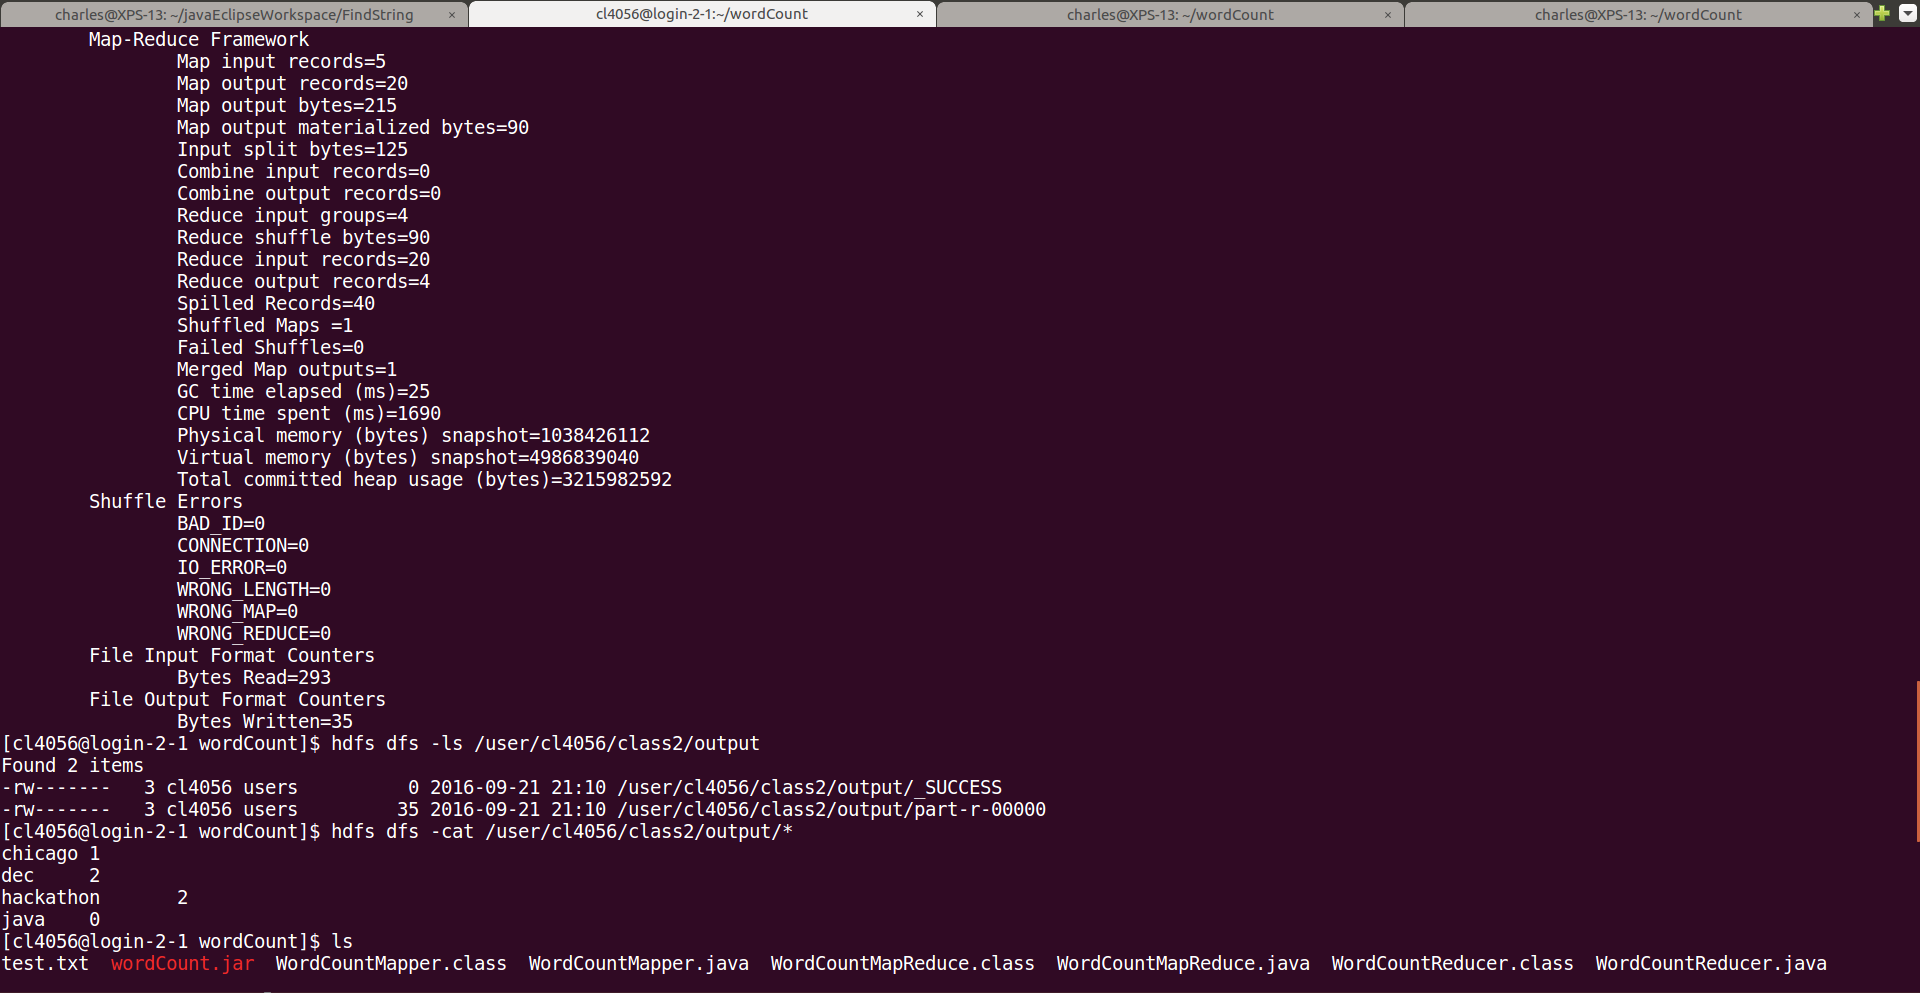 charles@XPS-13: ~/javaEclipseWorkspace/FindString × cl4056@login-2-1:~/wordCount × charles@XPS-13: ~/wordCount × charles@XPS-13: ~/wordCount ×
Map-Reduce Framework
Map input records=5
Map output records=20
Map output bytes=215
Map output materialized bytes=90
Input split bytes=125
Combine input records=0
Combine output records=0
Reduce input groups=4
Reduce shuffle bytes=90
Reduce input records=20
Reduce output records=4
Spilled Records=40
Shuffled Maps =1
Failed Shuffles=0
Merged Map outputs=1
GC time elapsed (ms)=25
CPU time spent (ms)=1690
Physical memory (bytes) snapshot=1038426112
Virtual memory (bytes) snapshot=4986839040
Total committed heap usage (bytes)=3215982592
Shuffle Errors
BAD_ID=0
CONNECTION=0
IO_ERROR=0
WRONG_LENGTH=0
WRONG_MAP=0
WRONG_REDUCE=0
File Input Format Counters
Bytes Read=293
File Output Format Counters
Bytes Written=35
[cl4056@login-2-1 wordCount]$ hdfs dfs -ls /user/cl4056/class2/output
Found 2 items
-rw-------   3 cl4056 users          0 2016-09-21 21:10 /user/cl4056/class2/output/_SUCCESS
-rw-------   3 cl4056 users         35 2016-09-21 21:10 /user/cl4056/class2/output/part-r-00000
[cl4056@login-2-1 wordCount]$ hdfs dfs -cat /user/cl4056/class2/output/*
chicago 1
dec     2
hackathon       2
java    0
[cl4056@login-2-1 wordCount]$ ls
test.txt  wordCount.jar  WordCountMapper.class  WordCountMapper.java  WordCountMapReduce.class  WordCountMapReduce.java  WordCountReducer.class  WordCountReducer.java